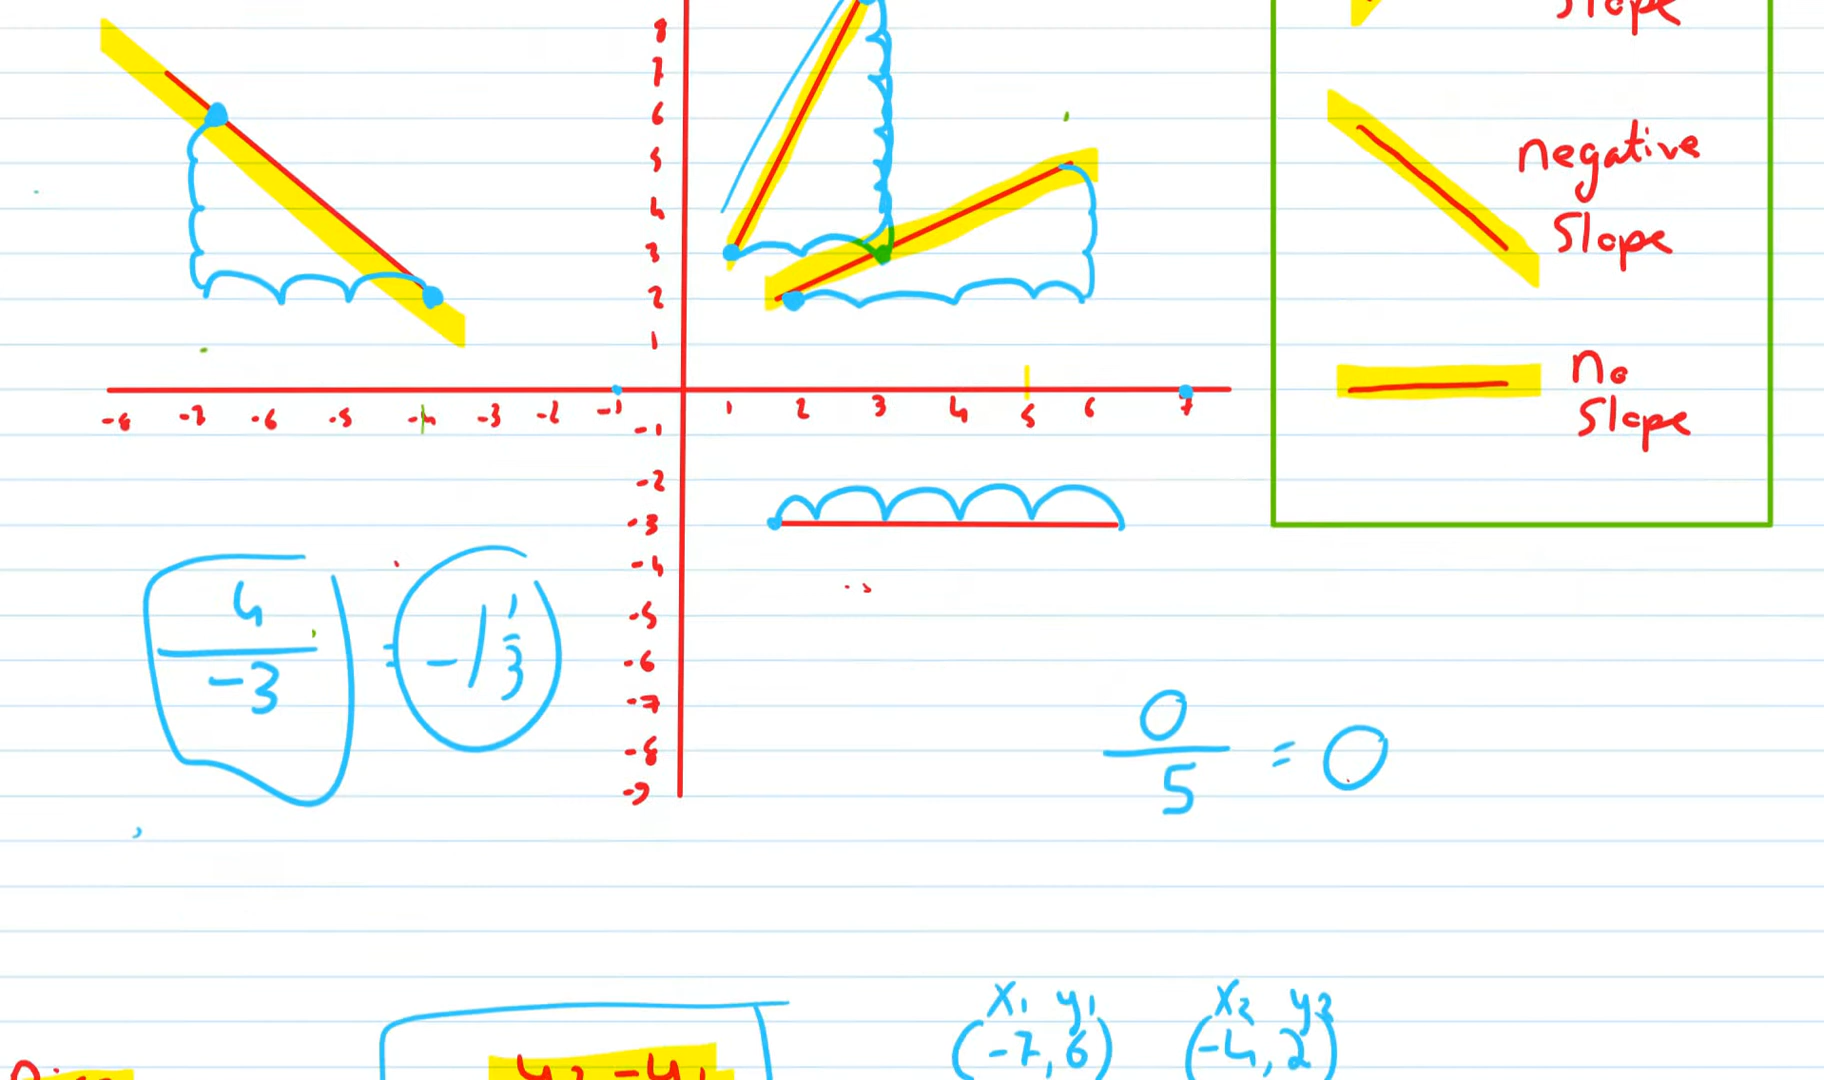 slope
8
7
6
5
4
3
2
1
negative
slope
no
slope
-8 -7 -6 -5 -4 -3 -2 -1 1 2 3 4 5 6 7
-1
-2
-3
-4
-5
-6
-7
-8
-9
4
-3
= -1 1/3
0
5
= 0
x₁ y₁ x₂ y₂
(-7,6) (-4,2)
y₂-y₁